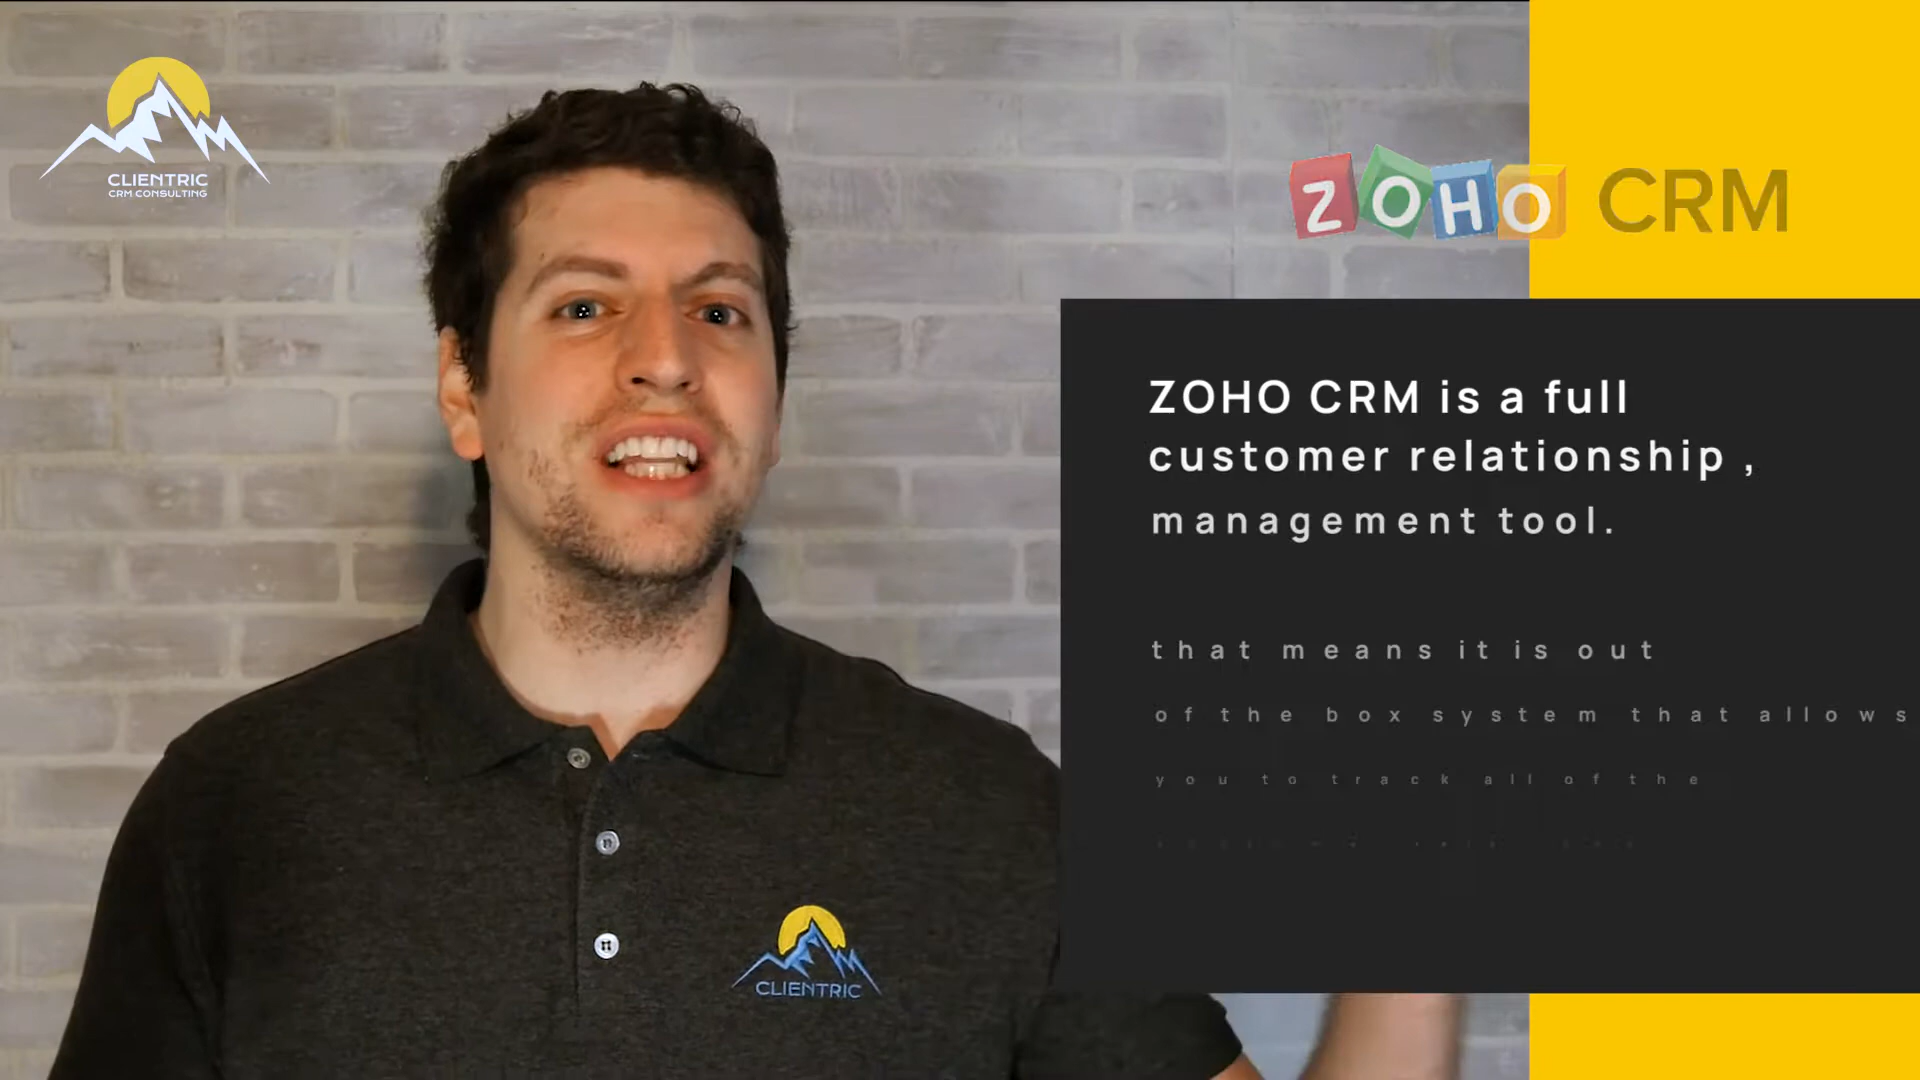 CLIENTRIC
CRM CONSULTING
ZOHO CRM
ZOHO CRM is a full
customer relationship ,
management tool.
that means it is out
of the box system that allows
you to track all of the
CLIENTRIC